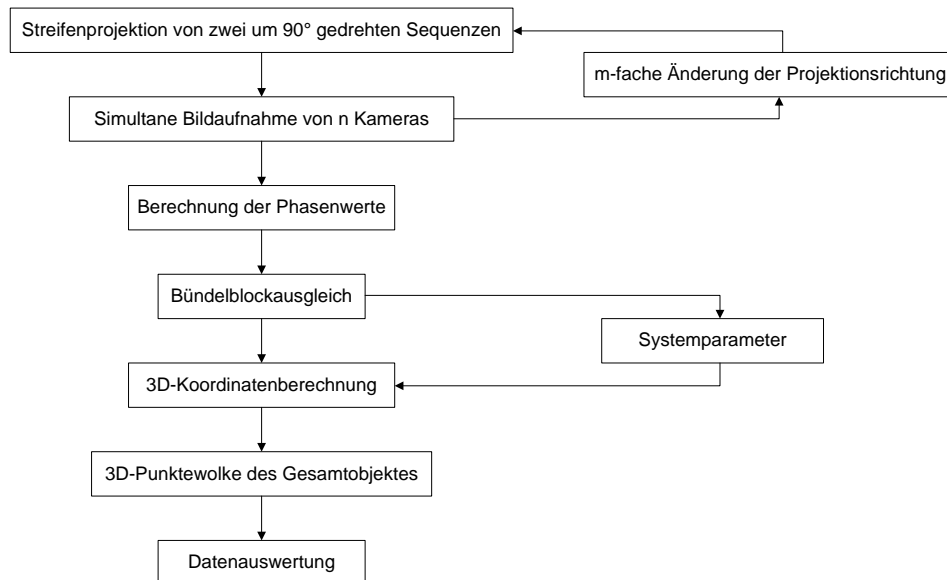 Streifenprojektion von zwei um 90° gedrehten Sequenzen
m-fache Änderung der Projektionsrichtung
Simultane Bildaufnahme von n Kameras
Berechnung der Phasenwerte
Bündelblockausgleich
Systemparameter
3D-Koordinatenberechnung
3D-Punktewolke des Gesamtobjektes
Datenauswertung